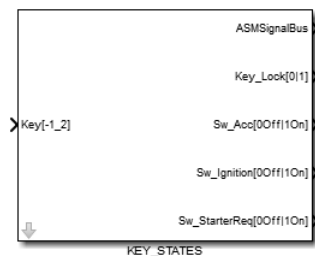 ASMSignalBus
Key_Lock[0|1]
Key[-1_2]
Sw_Acc[0Off|1On]
Sw_Ignition[0Off|1On]
Sw_StarterReq[0Off|1On]
KEY_STATES